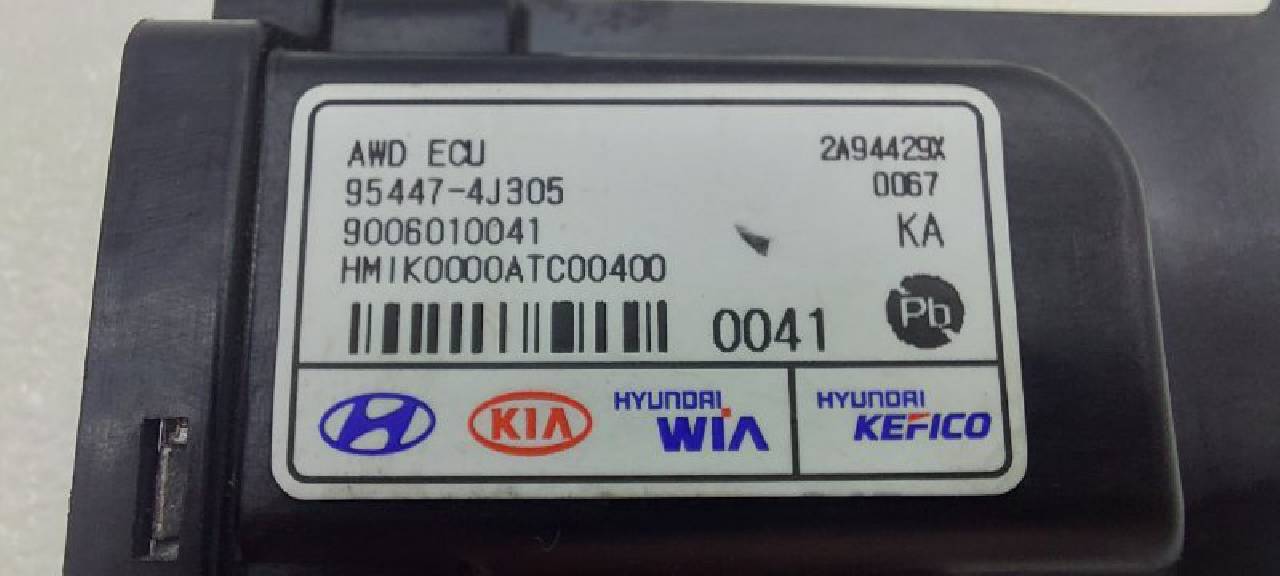 AWD ECU 2A94429X
95447-4J305 0067
9006010041 KA
HMIK0000ATC00400
0041 Pb
KIA HYUNDAI WIA HYUNDAI KEFICO